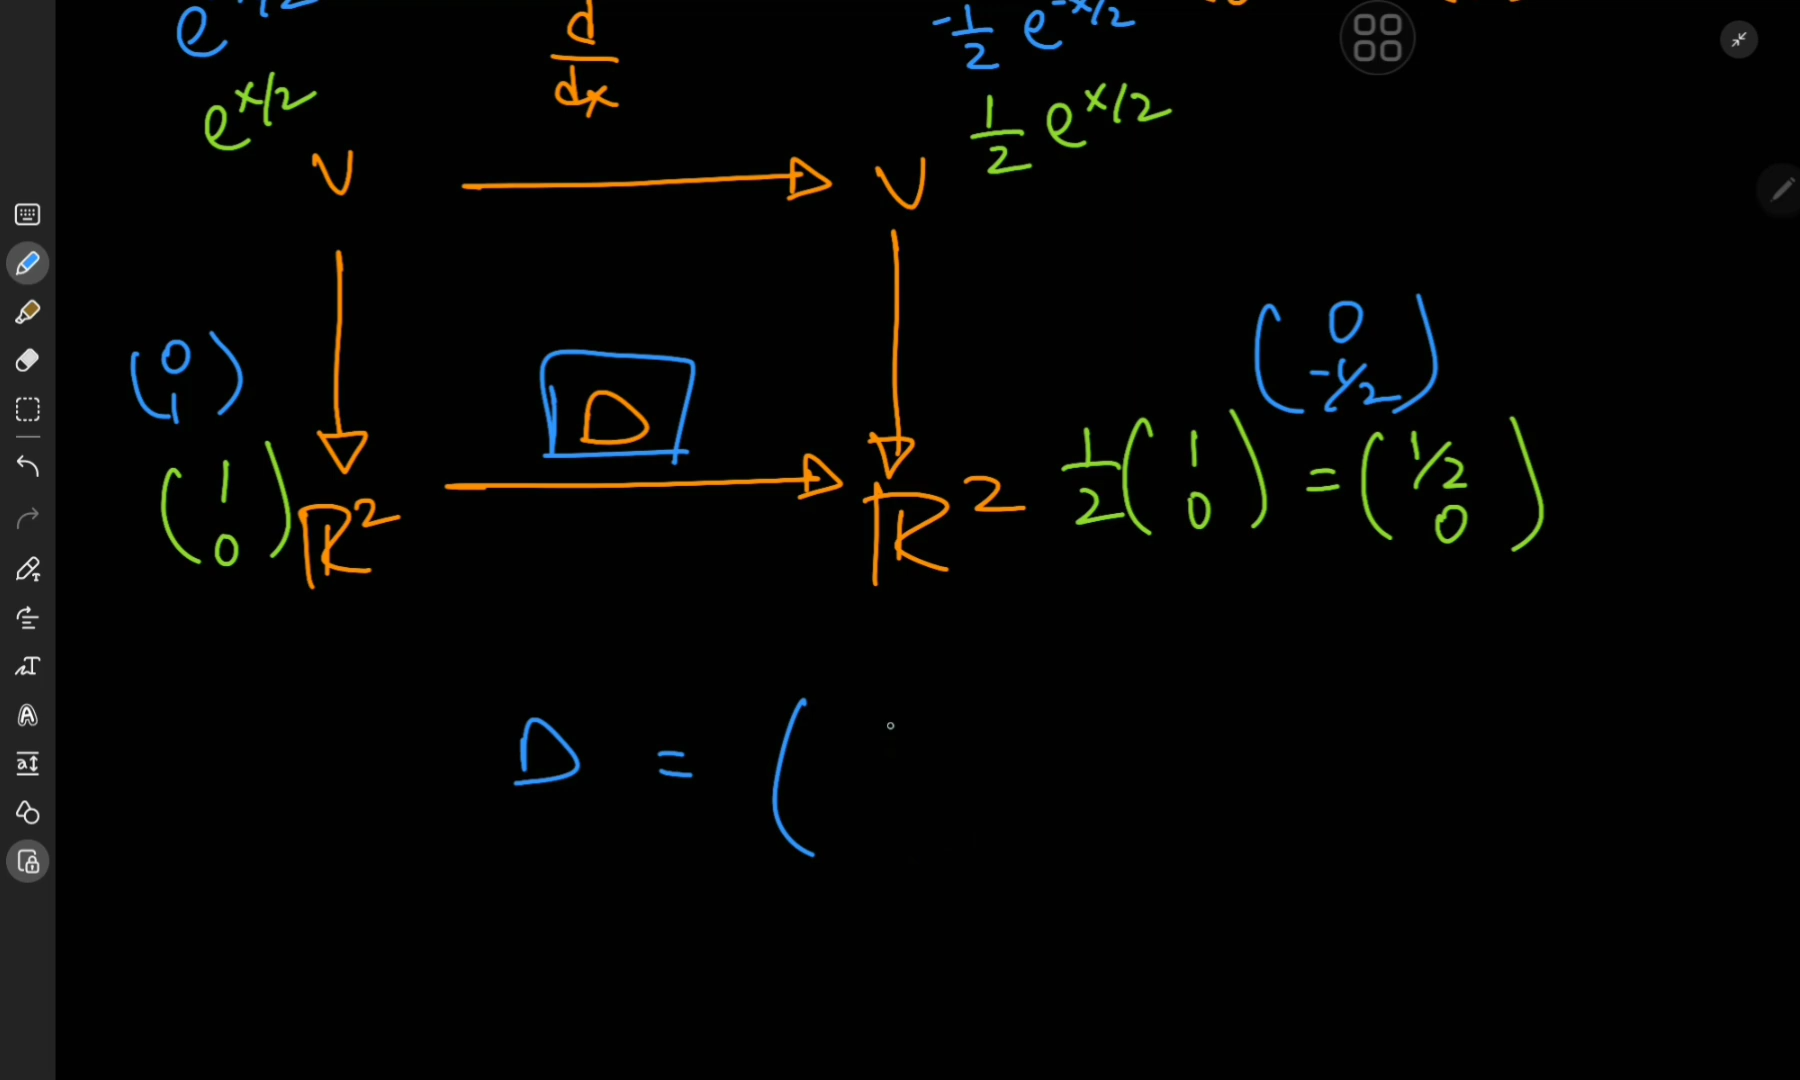 e d/dx -1/2 e^{-x/2}
e^{x/2} 1/2 e^{x/2}
V V
(0 1) D (0 -1/2)
(1 0) ℝ² ℝ² 1/2 (1 0) = (1/2 0)
D = (